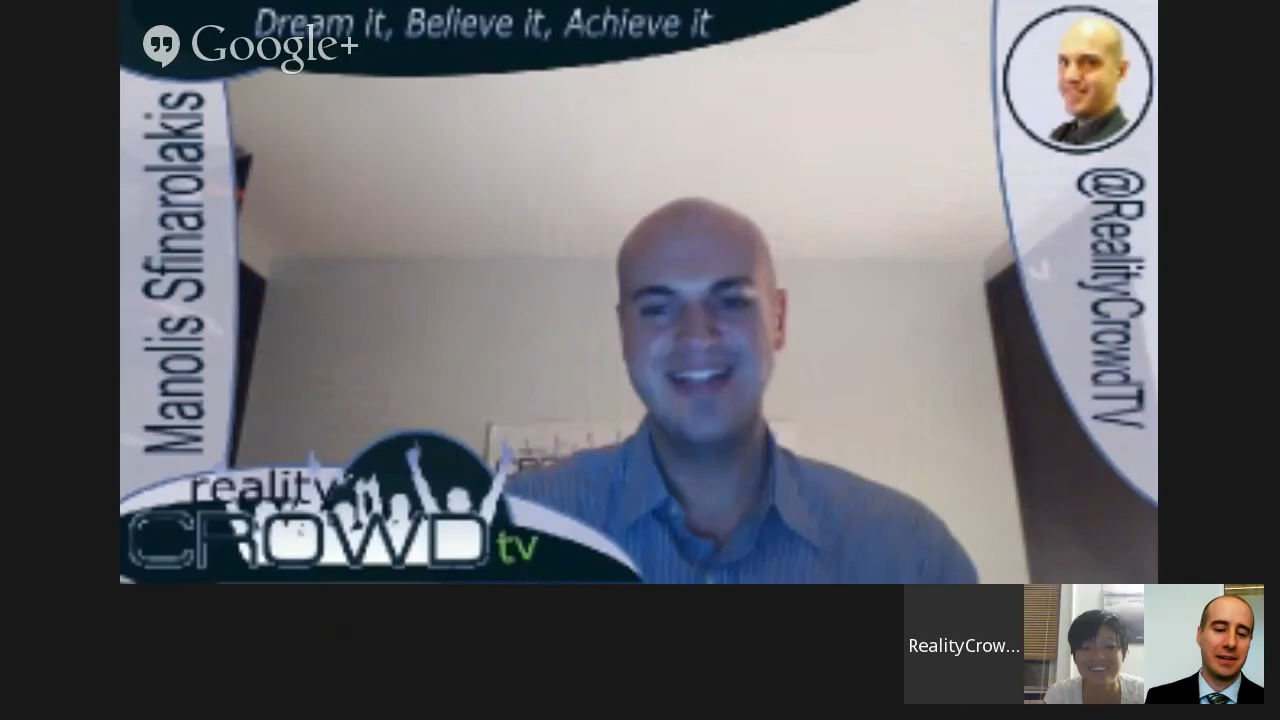 Dream it, Believe it, Achieve it
Google+
Manolis Sfinarolakis
@RealityCrowdTV
reality
CROWD
tv
RealityCrow...